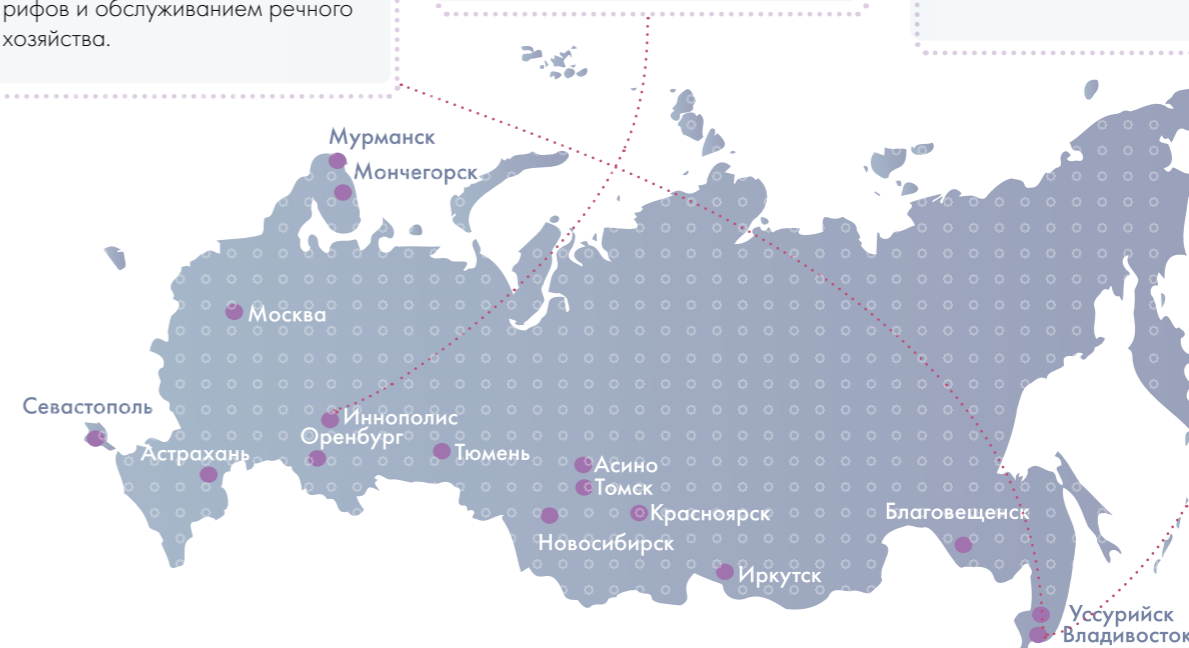 рифов и обслуживанием речного
хозяйства.
Мурманск
Мончегорск
Москва
Севастополь
Иннополис
Оренбург
Астрахань
Тюмень
Асино
Томск
Красноярск
Благовещенск
Новосибирск
Иркутск
Уссурийск
Владивосток